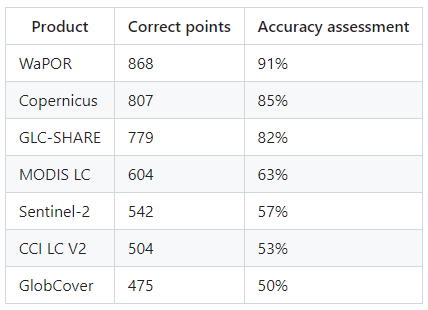 Product Correct points Accuracy assessment
WaPOR 868 91%
Copernicus 807 85%
GLC-SHARE 779 82%
MODIS LC 604 63%
Sentinel-2 542 57%
CCI LC V2 504 53%
GlobCover 475 50%